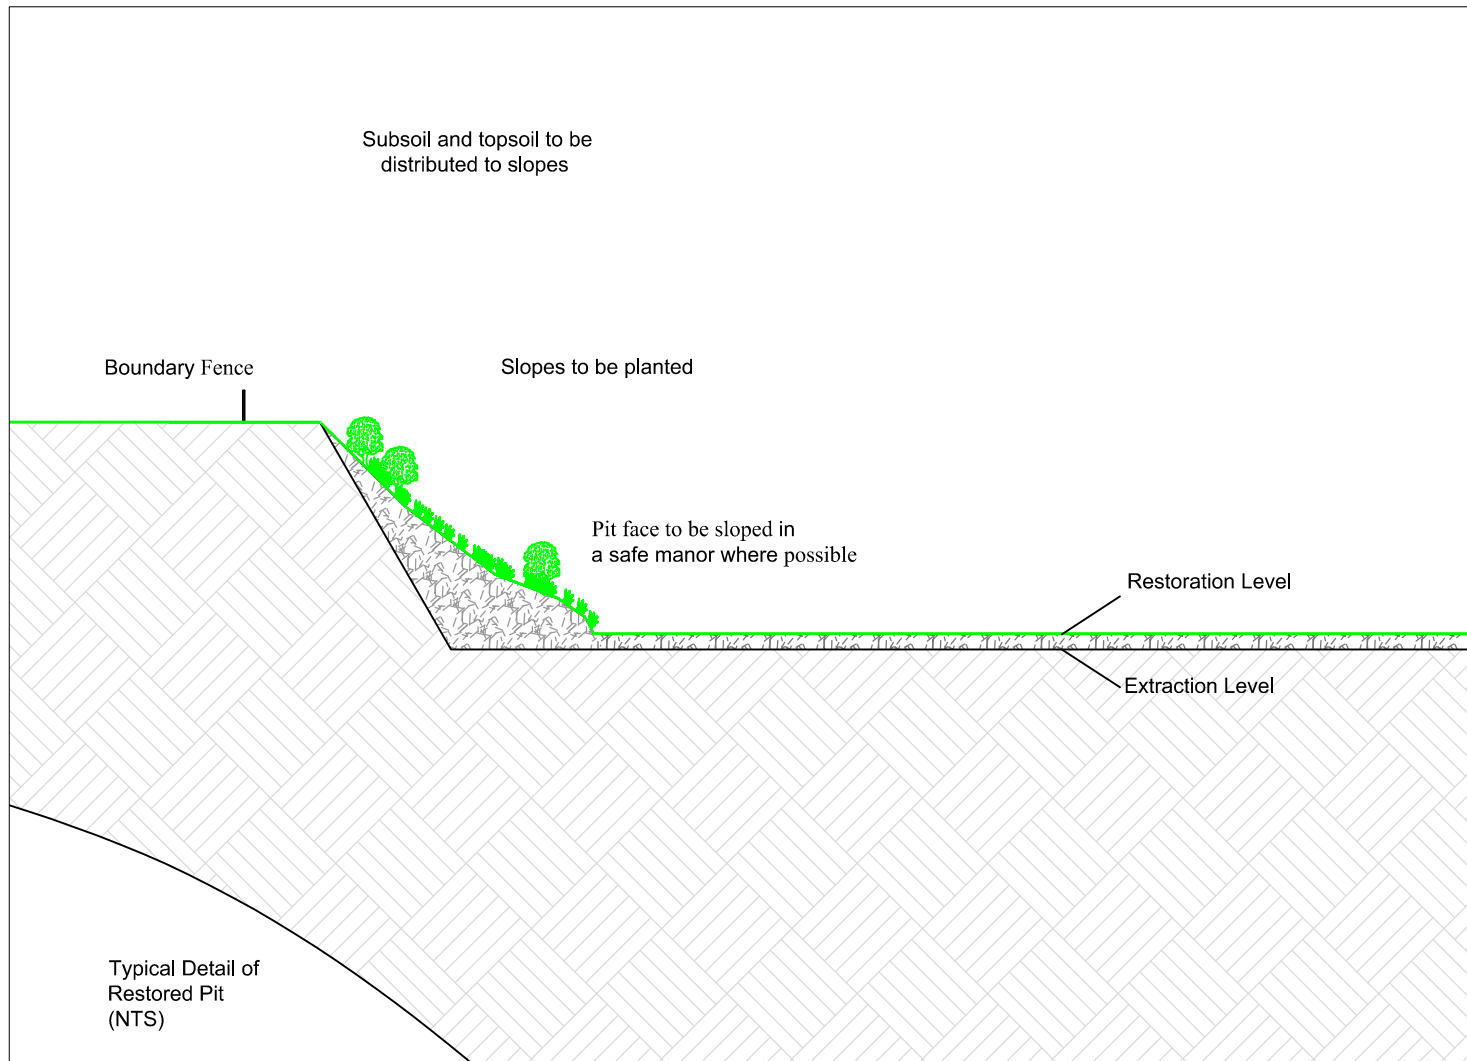 Subsoil and topsoil to be
distributed to slopes
Boundary Fence
Slopes to be planted
Pit face to be sloped in
a safe manor where possible
Restoration Level
Extraction Level
Typical Detail of
Restored Pit
(NTS)